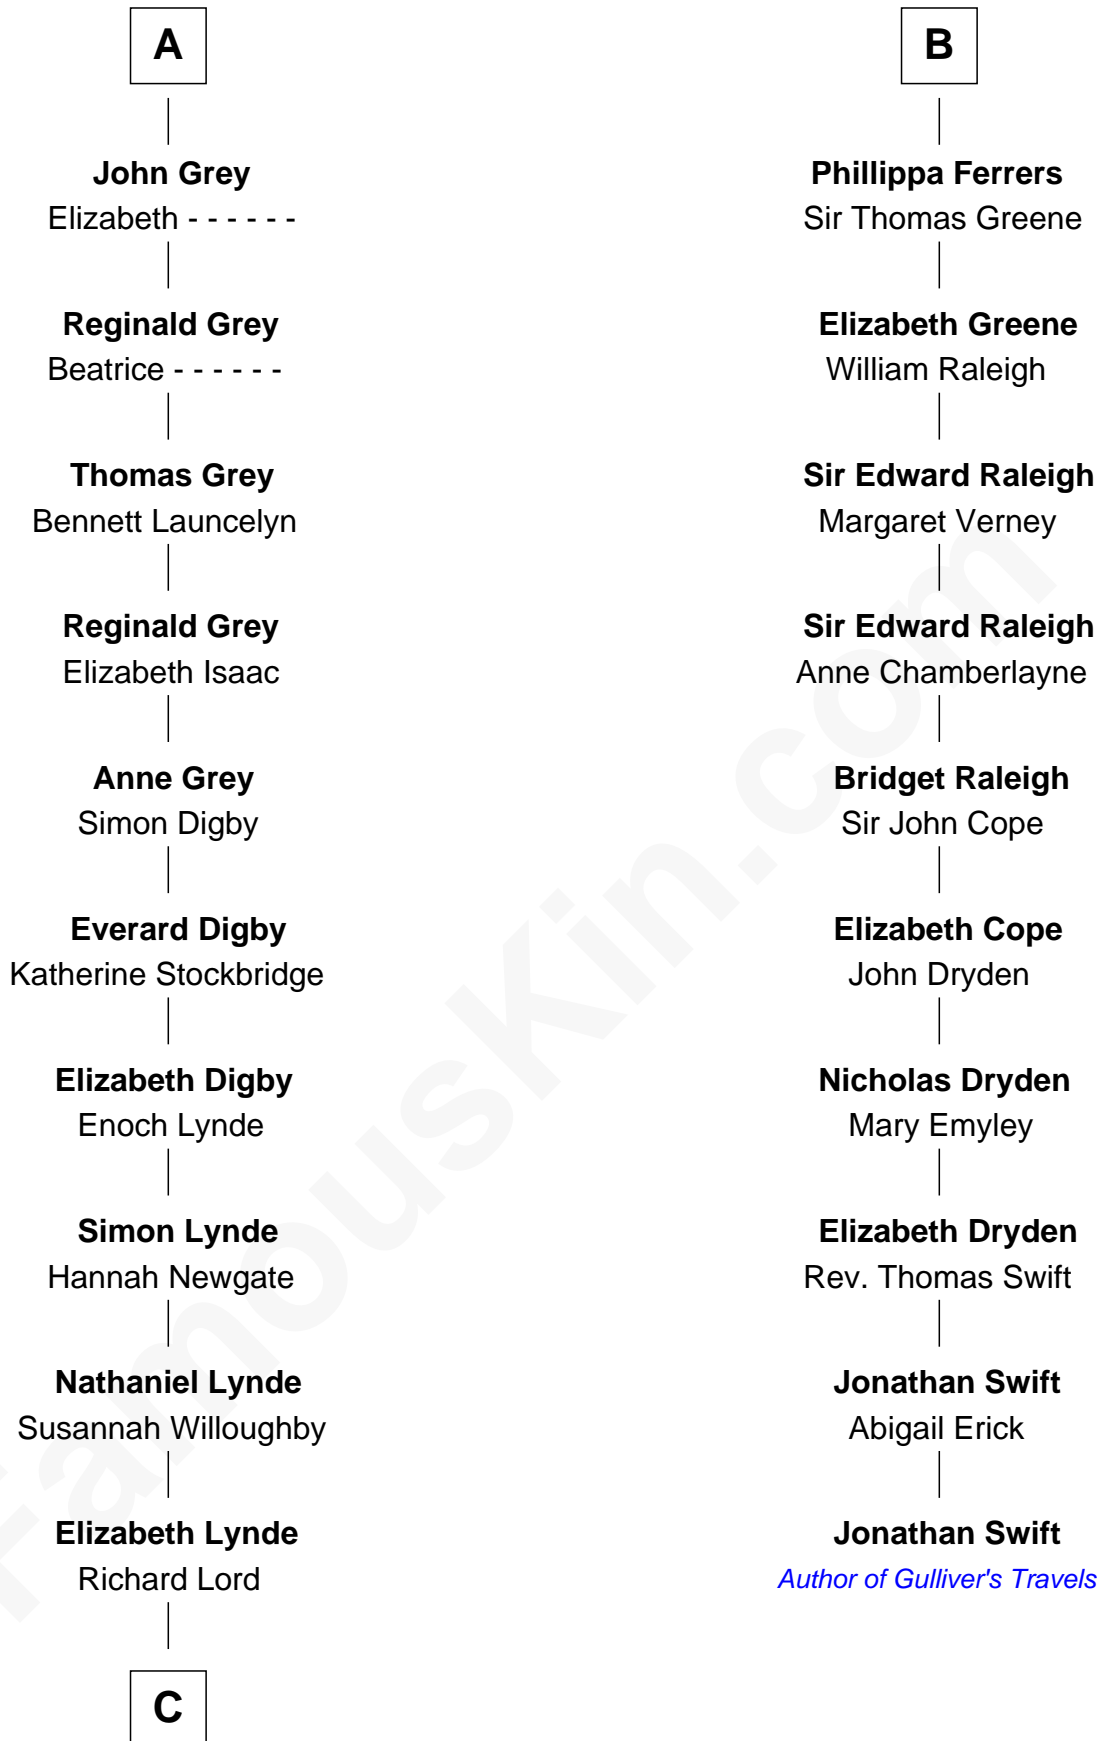 A
John Grey
Elizabeth - - - - - -
Reginald Grey
Beatrice - - - - - -
Thomas Grey
Bennett Launcelyn
Reginald Grey
Elizabeth Isaac
Anne Grey
Simon Digby
Everard Digby
Katherine Stockbridge
Elizabeth Digby
Enoch Lynde
Simon Lynde
Hannah Newgate
Nathaniel Lynde
Susannah Willoughby
Elizabeth Lynde
Richard Lord
C
B
Phillippa Ferrers
Sir Thomas Greene
Elizabeth Greene
William Raleigh
Sir Edward Raleigh
Margaret Verney
Sir Edward Raleigh
Anne Chamberlayne
Bridget Raleigh
Sir John Cope
Elizabeth Cope
John Dryden
Nicholas Dryden
Mary Emyley
Elizabeth Dryden
Rev. Thomas Swift
Jonathan Swift
Abigail Erick
Jonathan Swift
Author of Gulliver's Travels
FamousKin.com